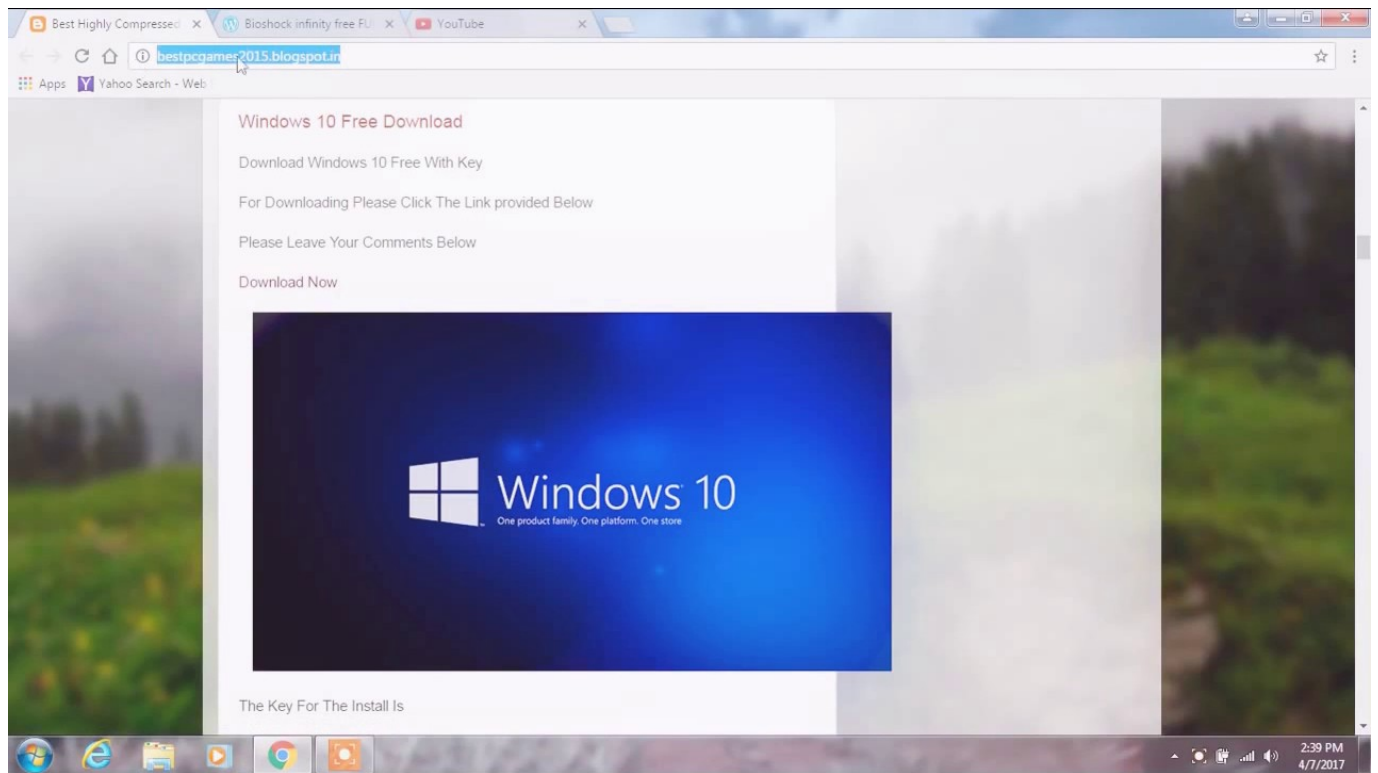 Best Highly Compressed
Bioshock infinity free FU
YouTube
bestpcgames2015.blogspot.in
Apps
Yahoo Search - Web
Windows 10 Free Download
Download Windows 10 Free With Key
For Downloading Please Click The Link provided Below
Please Leave Your Comments Below
Download Now
Windows 10
One product family. One platform. One store
The Key For The Install Is
2:39 PM
4/7/2017